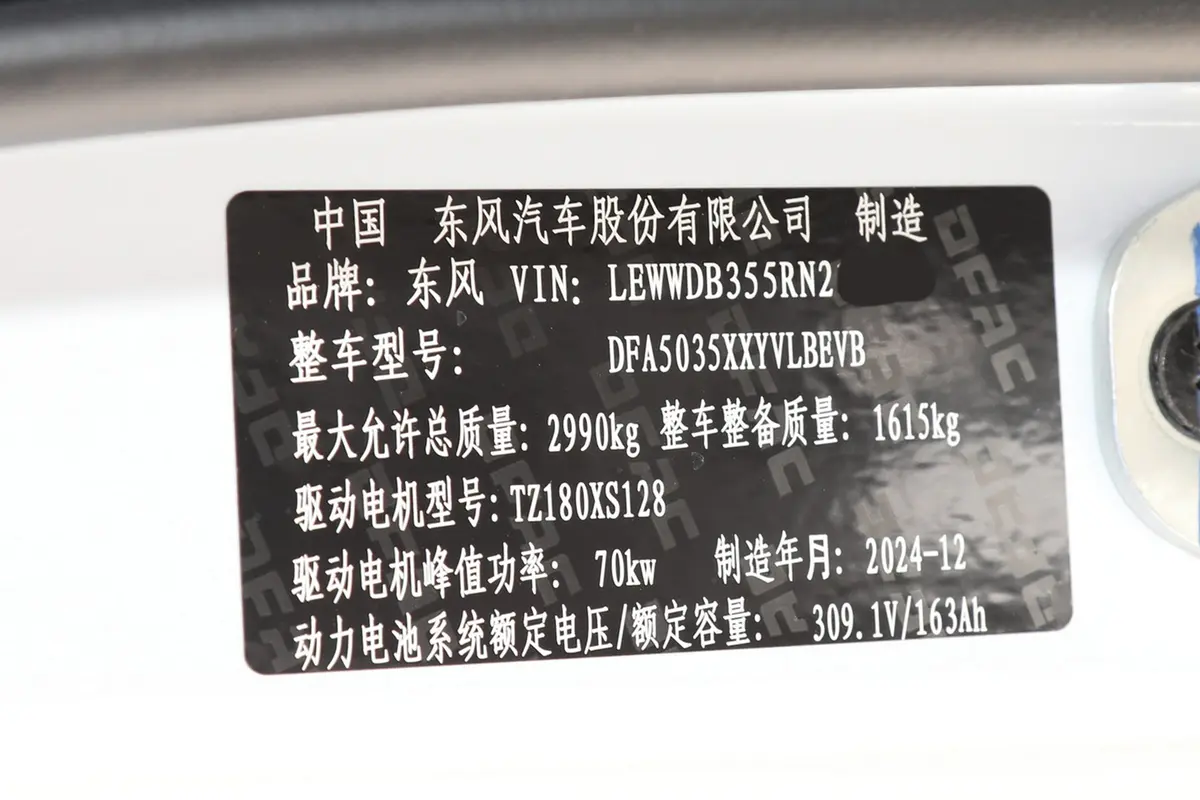 中国 东风汽车股份有限公司 制造
品牌: 东风 VIN: LEWWDB355RN2
整车型号: DFA5035XXYVLBEVB
最大允许总质量: 2990kg 整车整备质量: 1615kg
驱动电机型号: TZ180XS128
驱动电机峰值功率: 70kw 制造年月: 2024-12
动力电池系统额定电压/额定容量: 309.1V/163Ah
DFAC